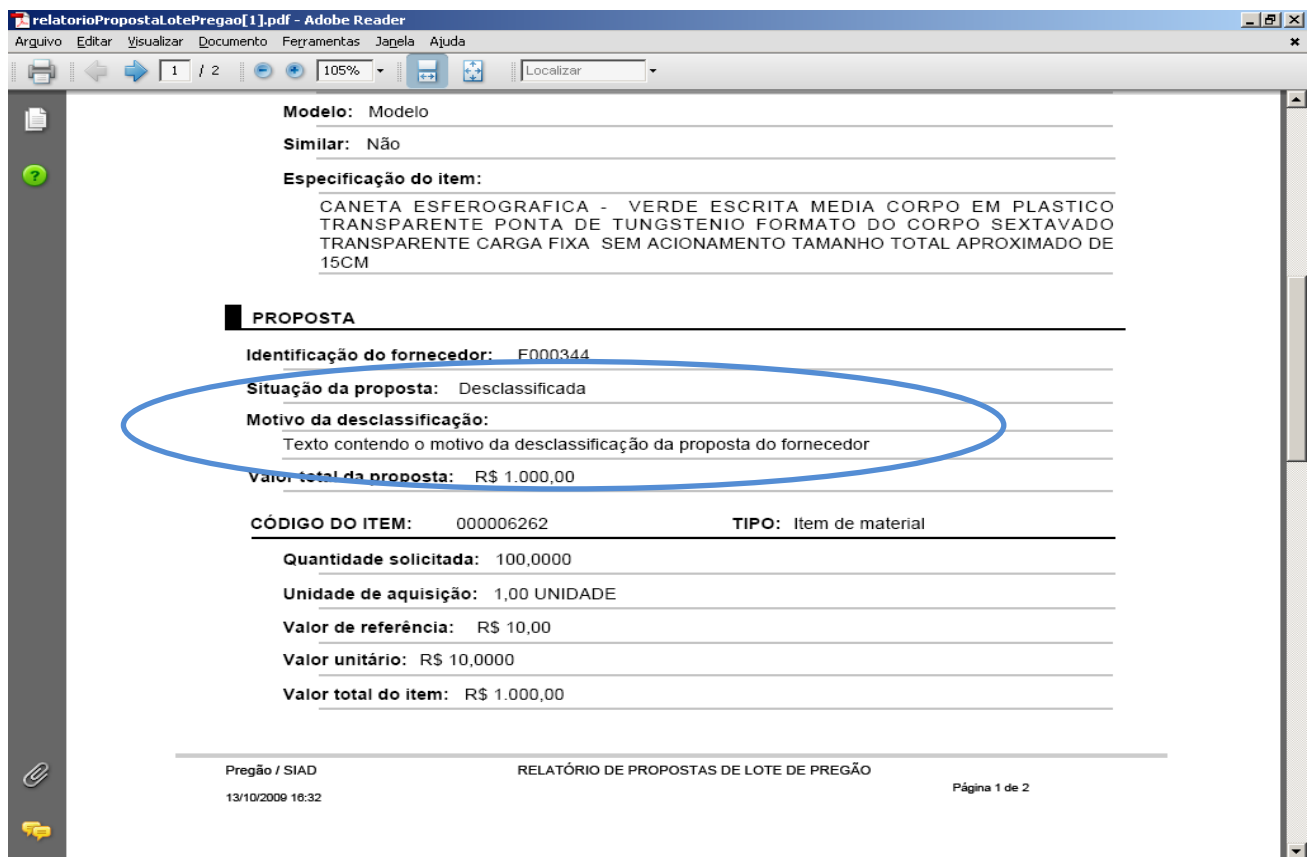 relatorioPropostaLotePregao[1].pdf - Adobe Reader
Arquivo Editar Visualizar Documento Ferramentas Janela Ajuda
1 / 2 105% Localizar
Modelo: Modelo
Similar: Não
Especificação do item:
CANETA ESFEROGRAFICA - VERDE ESCRITA MEDIA CORPO EM PLASTICO
TRANSPARENTE PONTA DE TUNGSTENIO FORMATO DO CORPO SEXTAVADO
TRANSPARENTE CARGA FIXA SEM ACIONAMENTO TAMANHO TOTAL APROXIMADO DE
15CM
PROPOSTA
Identificação do fornecedor: F000344
Situação da proposta: Desclassificada
Motivo da desclassificação:
Texto contendo o motivo da desclassificação da proposta do fornecedor
Valor total da proposta: R$ 1.000,00
CÓDIGO DO ITEM: 000006262 TIPO: Item de material
Quantidade solicitada: 100,0000
Unidade de aquisição: 1,00 UNIDADE
Valor de referência: R$ 10,00
Valor unitário: R$ 10,0000
Valor total do item: R$ 1.000,00
Pregão / SIAD RELATÓRIO DE PROPOSTAS DE LOTE DE PREGÃO
Página 1 de 2
13/10/2009 16:32